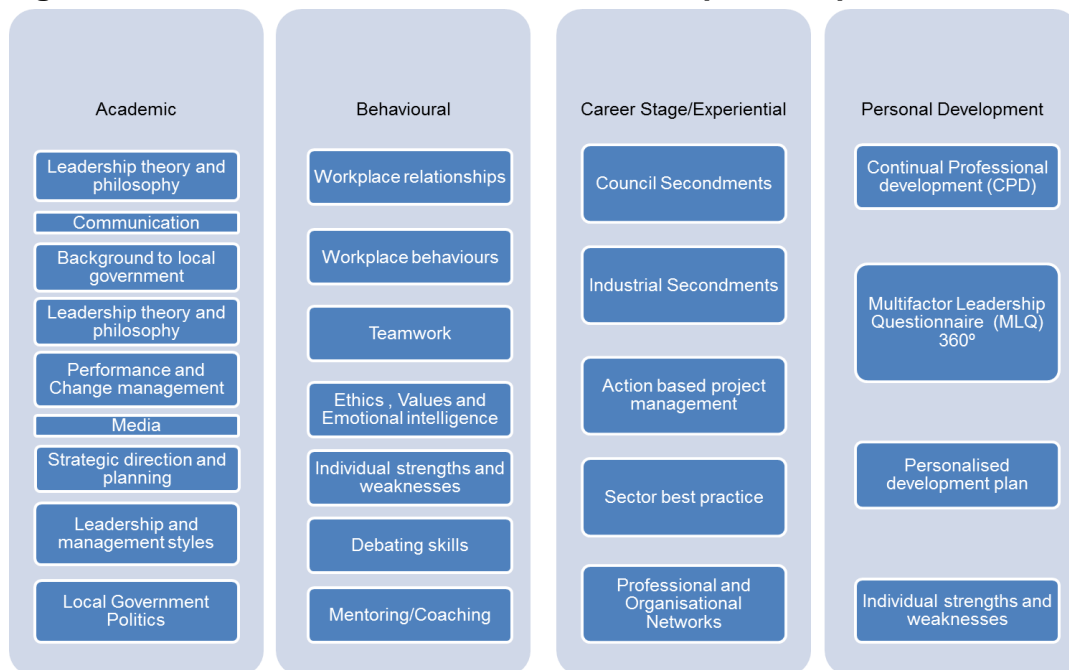 Academic
Leadership theory and
philosophy
Communication
Background to local
government
Leadership theory and
philosophy
Performance and
Change management
Media
Strategic direction and
planning
Leadership and
management styles
Local Government
Politics
Behavioural
Workplace relationships
Workplace behaviours
Teamwork
Ethics , Values and
Emotional intelligence
Individual strengths and
weaknesses
Debating skills
Mentoring/Coaching
Career Stage/Experiential
Council Secondments
Industrial Secondments
Action based project
management
Sector best practice
Professional and
Organisational
Networks
Personal Development
Continual Professional
development (CPD)
Multifactor Leadership
Questionnaire (MLQ)
360º
Personalised
development plan
Individual strengths and
weaknesses